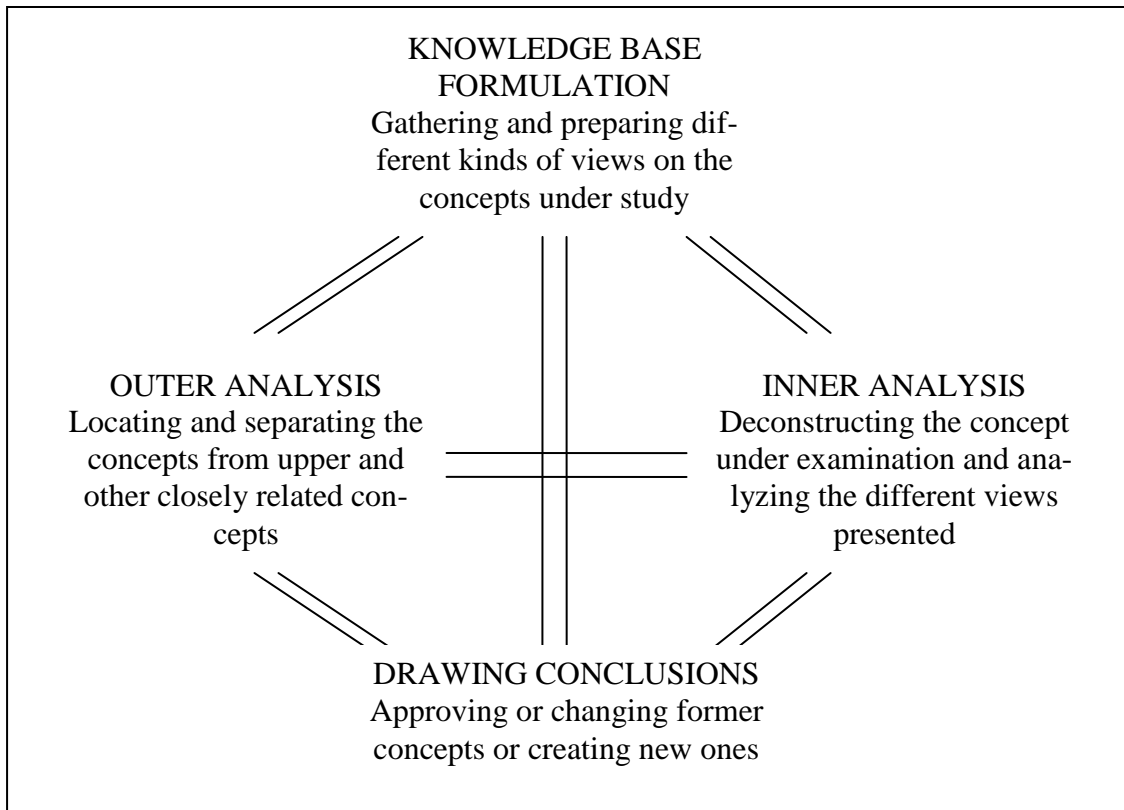 KNOWLEDGE BASE
FORMULATION
Gathering and preparing dif-
ferent kinds of views on the
concepts under study
OUTER ANALYSIS
Locating and separating the
concepts from upper and
other closely related con-
cepts
INNER ANALYSIS
Deconstructing the concept
under examination and ana-
lyzing the different views
presented
DRAWING CONCLUSIONS
Approving or changing former
concepts or creating new ones